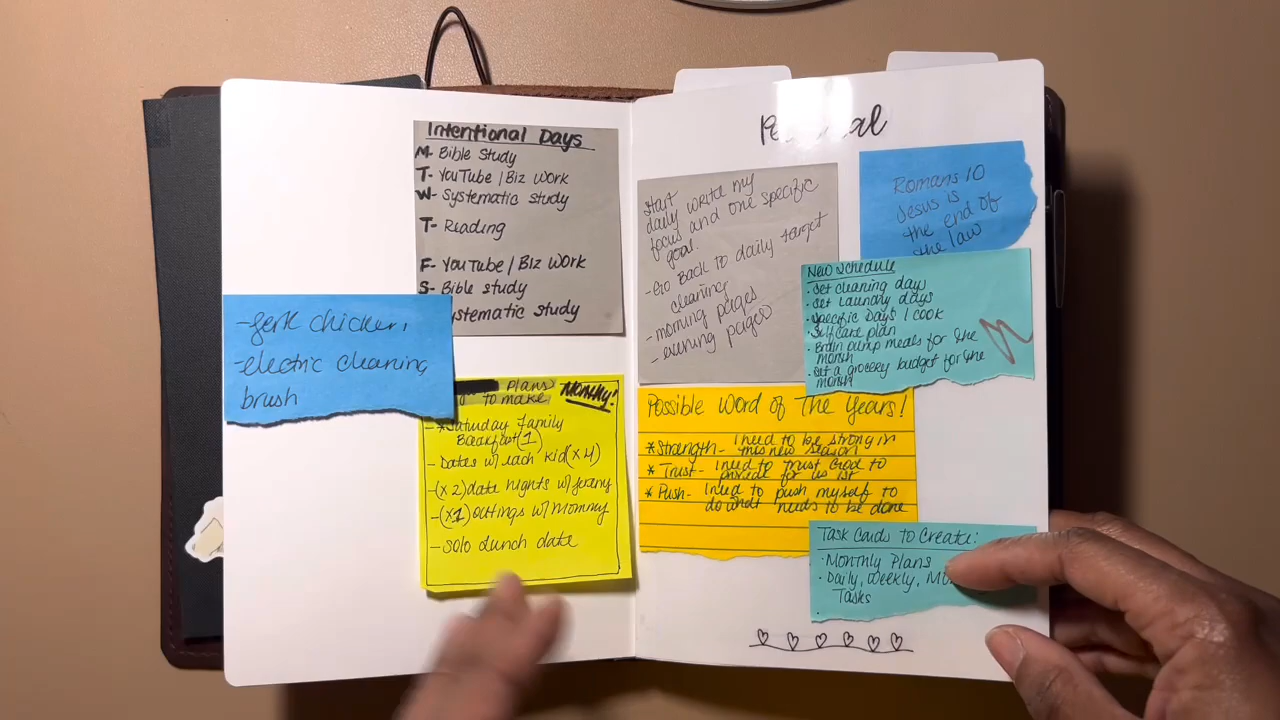 Intentional Days
M- Bible Study
T- YouTube / Biz Work
W- Systematic study
T- Reading
F- YouTube / Biz Work
S- Bible study
ystematic study
-Jerk chicken,
-electric cleaning
brush
Plans
to make
Monthly!
- *Saturday Family
Breakfast (1)
- Dates w/ each kid (x4)
-(x2) date nights w/ Jeremy
-(x1) outings w/ Mommy
- Solo Lunch date
Start
daily write my
focus and one specific
goal.
-Go back to daily target
cleaning
-morning pages
-evening pages
Romans 10
Jesus is
the end of
the law
New Schedule
· Set cleaning days
· Set Laundry days
· Specific Days I cook
· Selfcare plan
· Brain dump meals for the
month
· Set a grocery budget for the
month
Possible Word of The Years!
* Strength- I need to be strong in
this new season
* Trust- I need to trust God to
provide for us 1st
* Push- I need to push myself to
do what needs to be done
Task Cards to Create:
· Monthly Plans
· Daily, Weekly, Mo
Tasks